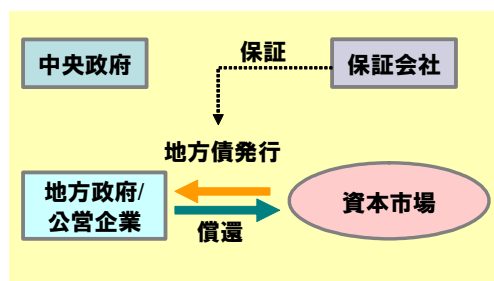 中央政府
保証
保証会社
地方債発行
地方政府/
公営企業
資本市場
償還